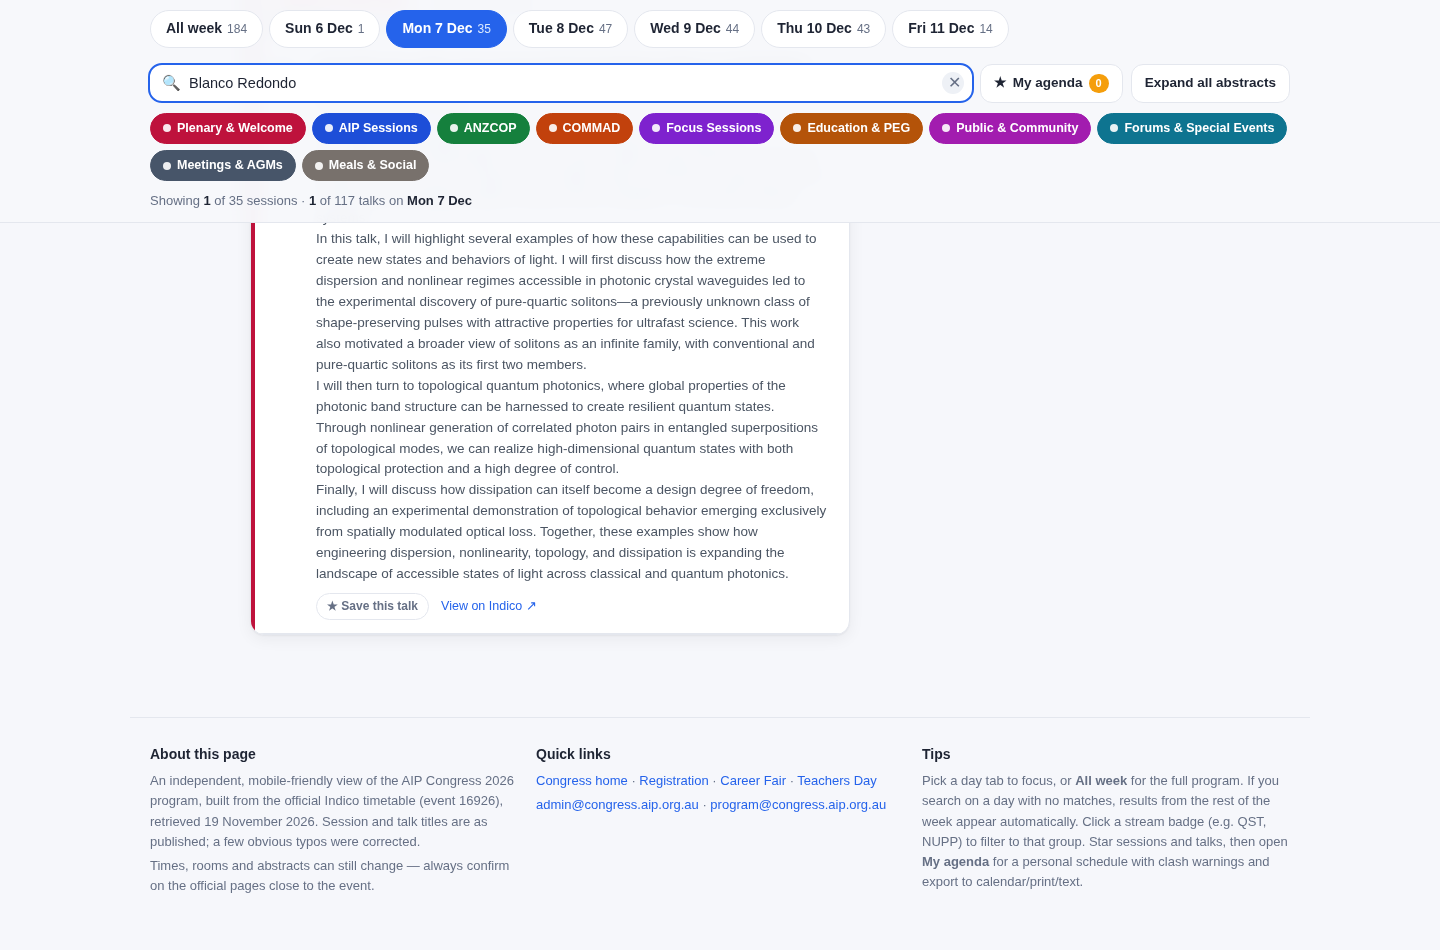 All week 184 Sun 6 Dec 1 Mon 7 Dec 35 Tue 8 Dec 47 Wed 9 Dec 44 Thu 10 Dec 43 Fri 11 Dec 14
Blanco Redondo ✕ ★ My agenda 0 Expand all abstracts
Plenary & Welcome AIP Sessions ANZCOP COMMAD Focus Sessions Education & PEG Public & Community Forums & Special Events
Meetings & AGMs Meals & Social
Showing 1 of 35 sessions · 1 of 117 talks on Mon 7 Dec
In this talk, I will highlight several examples of how these capabilities can be used to
create new states and behaviors of light. I will first discuss how the extreme
dispersion and nonlinear regimes accessible in photonic crystal waveguides led to
the experimental discovery of pure-quartic solitons—a previously unknown class of
shape-preserving pulses with attractive properties for ultrafast science. This work
also motivated a broader view of solitons as an infinite family, with conventional and
pure-quartic solitons as its first two members.
I will then turn to topological quantum photonics, where global properties of the
photonic band structure can be harnessed to create resilient quantum states.
Through nonlinear generation of correlated photon pairs in entangled superpositions
of topological modes, we can realize high-dimensional quantum states with both
topological protection and a high degree of control.
Finally, I will discuss how dissipation can itself become a design degree of freedom,
including an experimental demonstration of topological behavior emerging exclusively
from spatially modulated optical loss. Together, these examples show how
engineering dispersion, nonlinearity, topology, and dissipation is expanding the
landscape of accessible states of light across classical and quantum photonics.
★ Save this talk View on Indico ↗
About this page
An independent, mobile-friendly view of the AIP Congress 2026
program, built from the official Indico timetable (event 16926),
retrieved 19 November 2026. Session and talk titles are as
published; a few obvious typos were corrected.
Times, rooms and abstracts can still change — always confirm
on the official pages close to the event.
Quick links
Congress home · Registration · Career Fair · Teachers Day
admin@congress.aip.org.au · program@congress.aip.org.au
Tips
Pick a day tab to focus, or All week for the full program. If you
search on a day with no matches, results from the rest of the
week appear automatically. Click a stream badge (e.g. QST,
NUPP) to filter to that group. Star sessions and talks, then open
My agenda for a personal schedule with clash warnings and
export to calendar/print/text.